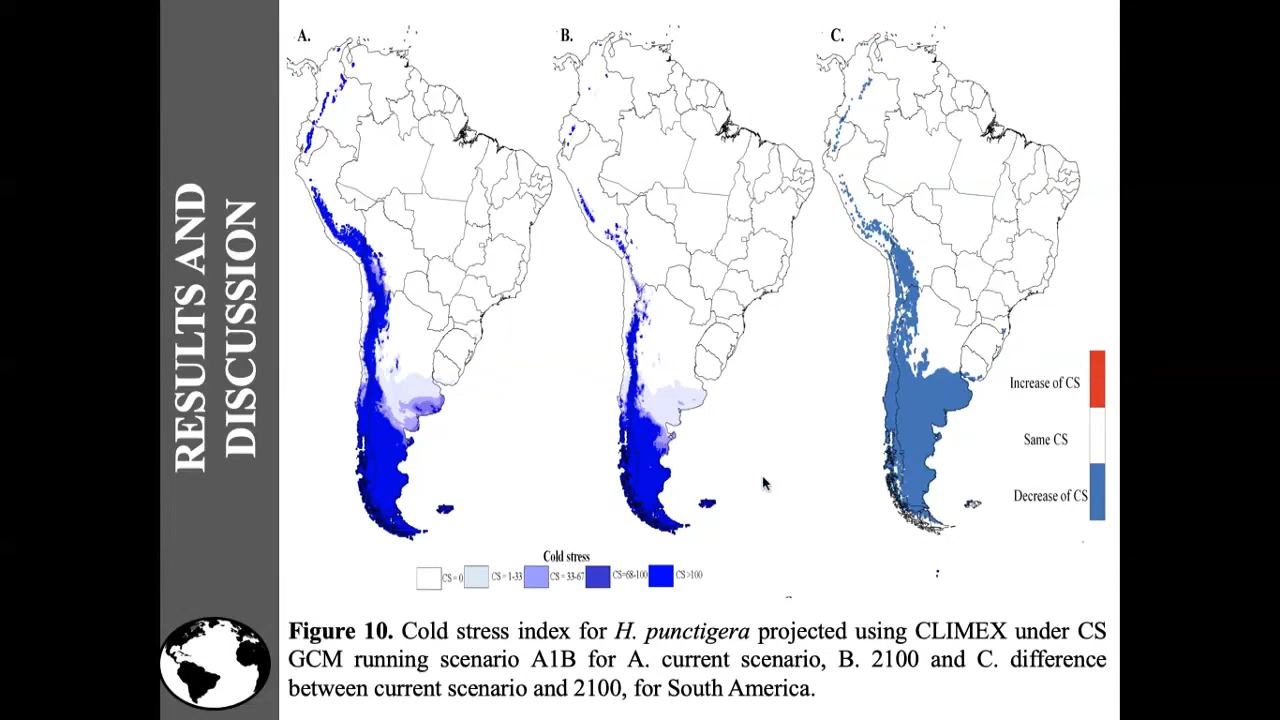 RESULTS AND
DISCUSSION
A.
B.
C.
Increase of CS
Same CS
Decrease of CS
Cold stress
CS = 0
CS = 1-33
CS = 33-67
CS=68-100
CS >100
Figure 10. Cold stress index for H. punctigera projected using CLIMEX under CS
GCM running scenario A1B for A. current scenario, B. 2100 and C. difference
between current scenario and 2100, for South America.